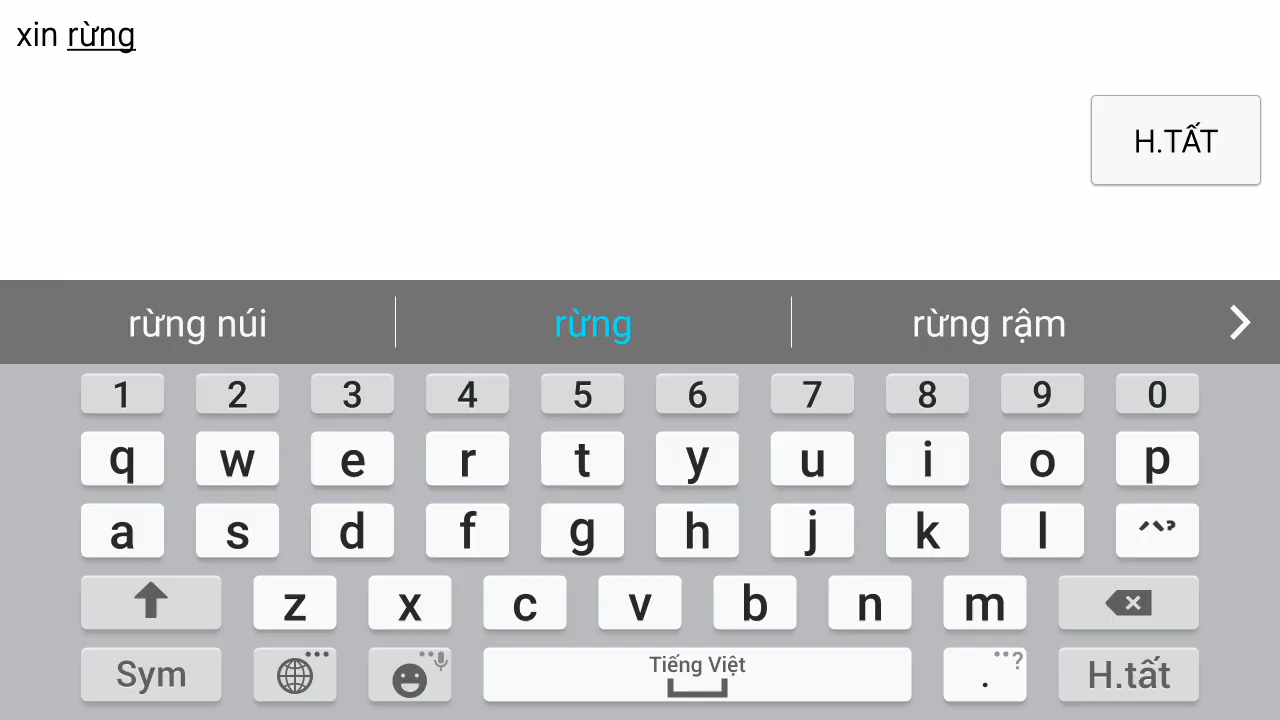 xin rừng
H.TẤT
rừng núi rừng rừng rậm
1 2 3 4 5 6 7 8 9 0
q w e r t y u i o p
a s d f g h j k l
z x c v b n m
Sym Tiếng Việt . ? H.tất